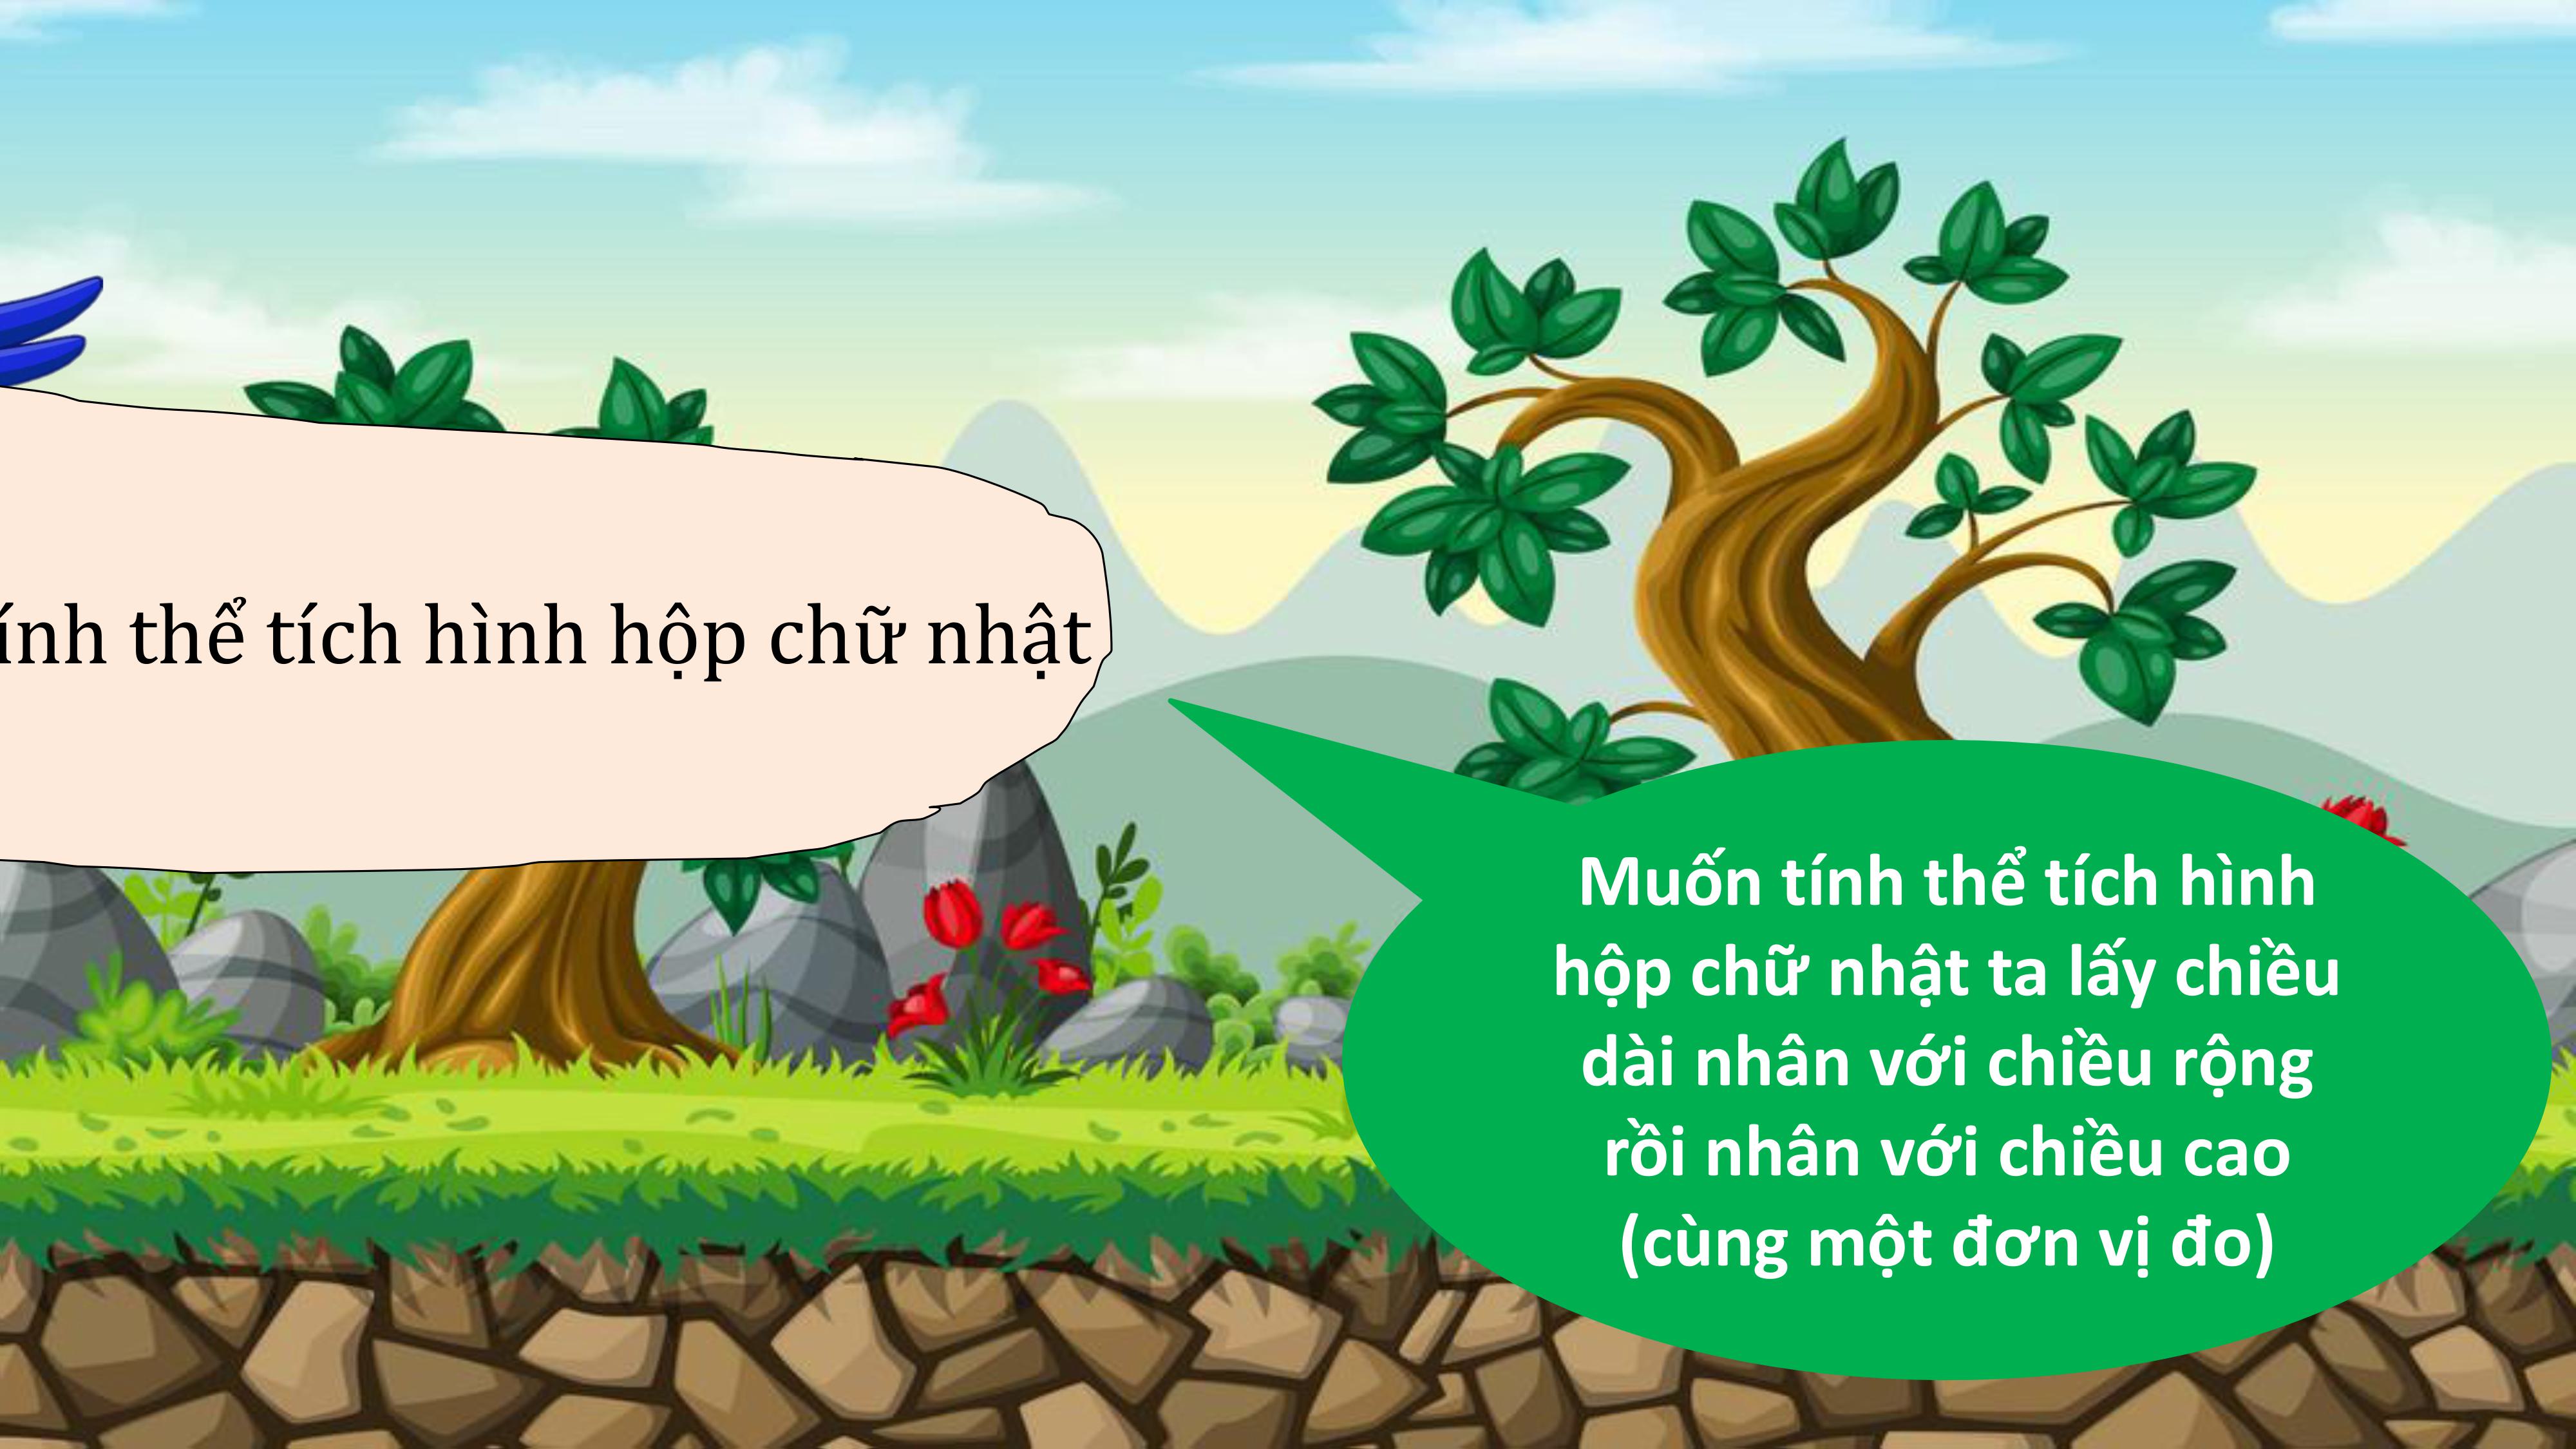 ính thể tích hình hộp chữ nhật
Muốn tính thể tích hình
hộp chữ nhật ta lấy chiều
dài nhân với chiều rộng
rồi nhân với chiều cao
(cùng một đơn vị đo)